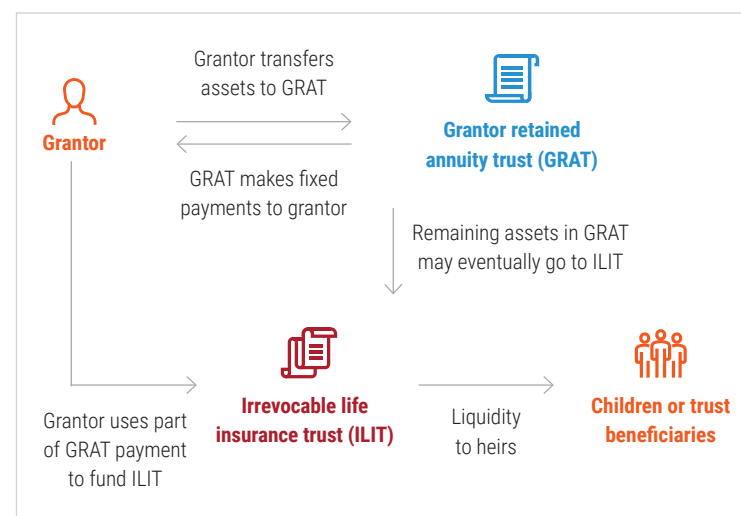 Grantor transfers
assets to GRAT
Grantor
Grantor retained
annuity trust (GRAT)
GRAT makes fixed
payments to grantor
Remaining assets in GRAT
may eventually go to ILIT
Irrevocable life
insurance trust (ILIT)
Children or trust
beneficiaries
Grantor uses part
of GRAT payment
to fund ILIT
Liquidity
to heirs